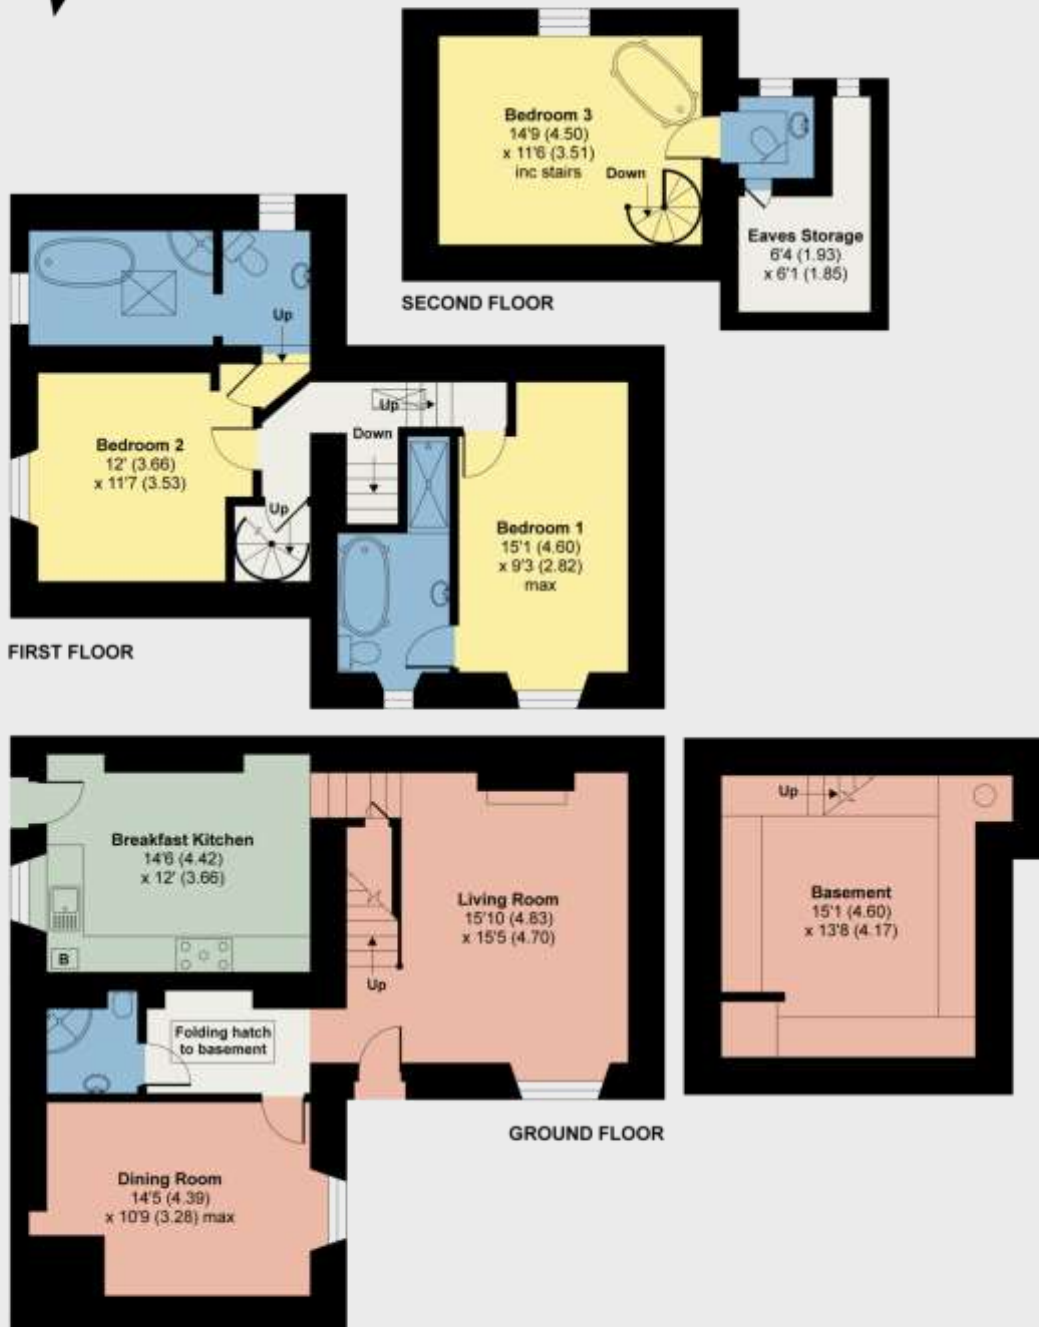 Bedroom 3
14'9 (4.50)
x 11'6 (3.51)
inc stairs
Down
Eaves Storage
6'4 (1.93)
x 6'1 (1.85)
SECOND FLOOR
Up
Up
Down
Bedroom 2
12' (3.66)
x 11'7 (3.53)
Up
Bedroom 1
15'1 (4.60)
x 9'3 (2.82)
max
FIRST FLOOR
Breakfast Kitchen
14'6 (4.42)
x 12' (3.66)
B
Living Room
15'10 (4.83)
x 15'5 (4.70)
Up
Folding hatch
to basement
Up
Basement
15'1 (4.60)
x 13'8 (4.17)
GROUND FLOOR
Dining Room
14'5 (4.39)
x 10'9 (3.28) max